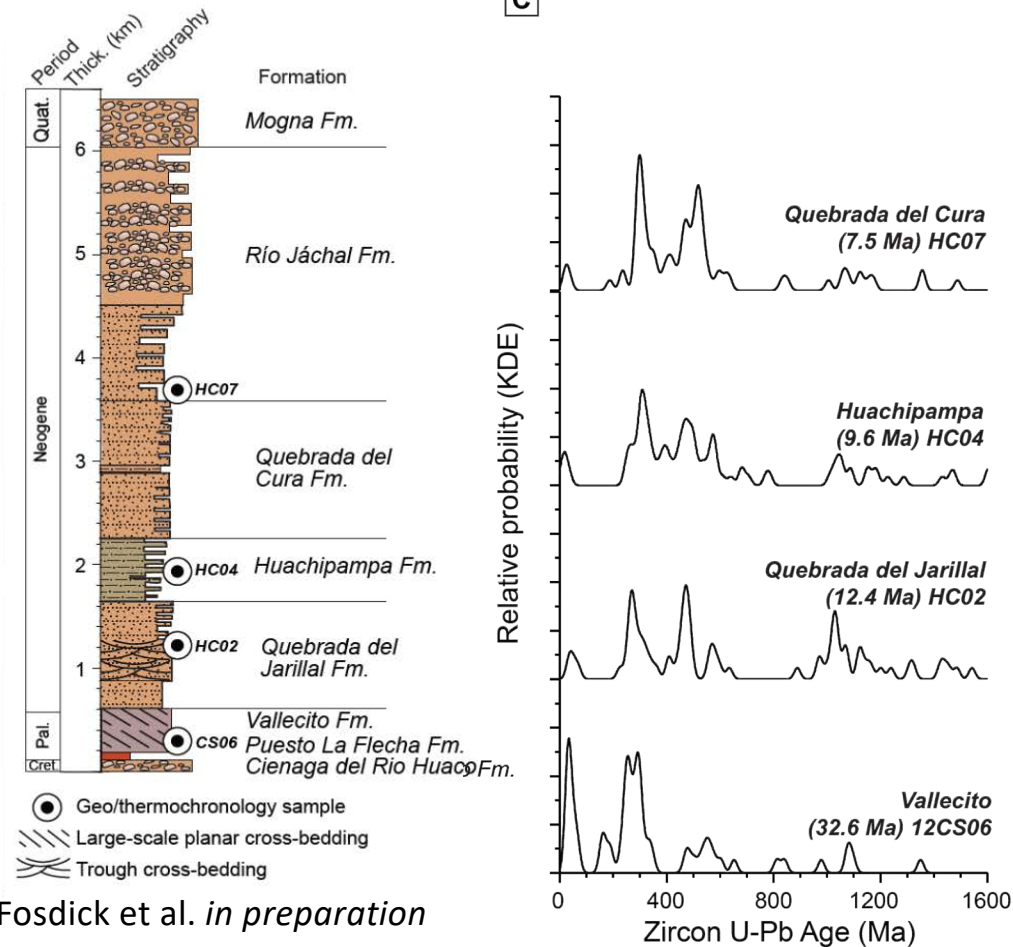 C
Period
Thick. (km)
Stratigraphy
Formation
Quat.
Neogene
Pal.
Cret.
6
5
4
3
2
1
Mogna Fm.
Río Jáchal Fm.
HC07
Quebrada del
Cura Fm.
HC04
Huachipampa Fm.
HC02
Quebrada del
Jarillal Fm.
Vallecito Fm.
CS06
Puesto La Flecha Fm.
Cienaga del Rio Huaco Fm.
Geo/thermochronology sample
Large-scale planar cross-bedding
Trough cross-bedding
Fosdick et al. in preparation
Relative probability (KDE)
Quebrada del Cura
(7.5 Ma) HC07
Huachipampa
(9.6 Ma) HC04
Quebrada del Jarillal
(12.4 Ma) HC02
Vallecito
(32.6 Ma) 12CS06
0 400 800 1200 1600
Zircon U-Pb Age (Ma)